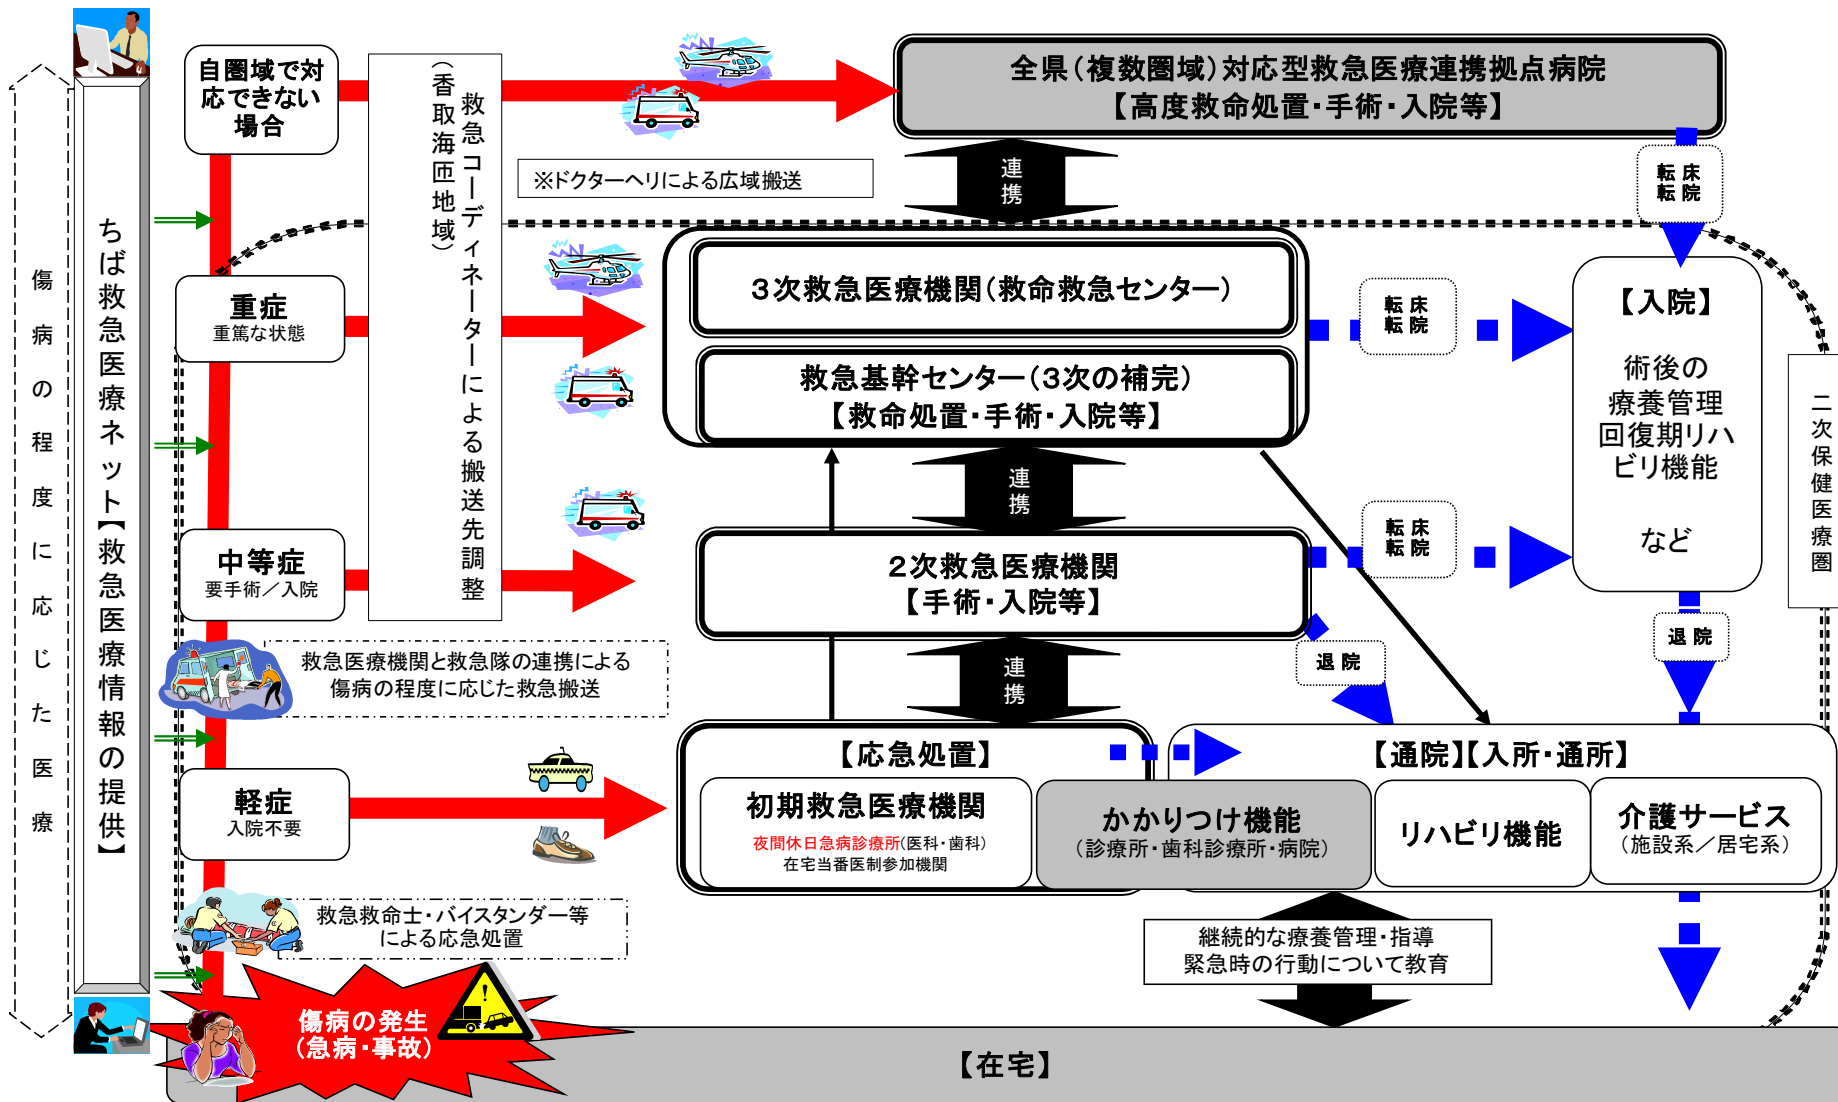 傷病の程度に応じた医療
ちば救急医療ネット【救急医療情報の提供】
自圏域で対
応できない
場合
救急コーディネーターによる搬送先調整
（香取海匝地域）
全県（複数圏域）対応型救急医療連携拠点病院
【高度救命処置・手術・入院等】
※ドクターヘリによる広域搬送
連携
転床
転院
重症
重篤な状態
3次救急医療機関（救命救急センター）
救急基幹センター（3次の補完）
【救命処置・手術・入院等】
転床
転院
【入院】
術後の
療養管理
回復期リハ
ビリ機能
など
二次保健医療圏
連携
中等症
要手術／入院
2次救急医療機関
【手術・入院等】
転床
転院
退院
退院
救急医療機関と救急隊の連携による
傷病の程度に応じた救急搬送
連携
軽症
入院不要
【応急処置】
初期救急医療機関
夜間休日急病診療所（医科・歯科）
在宅当番医制参加機関
【通院】【入所・通所】
かかりつけ機能
（診療所・歯科診療所・病院）
リハビリ機能
介護サービス
（施設系／居宅系）
救急救命士・バイスタンダー等
による応急処置
継続的な療養管理・指導
緊急時の行動について教育
傷病の発生
（急病・事故）
!
【在宅】